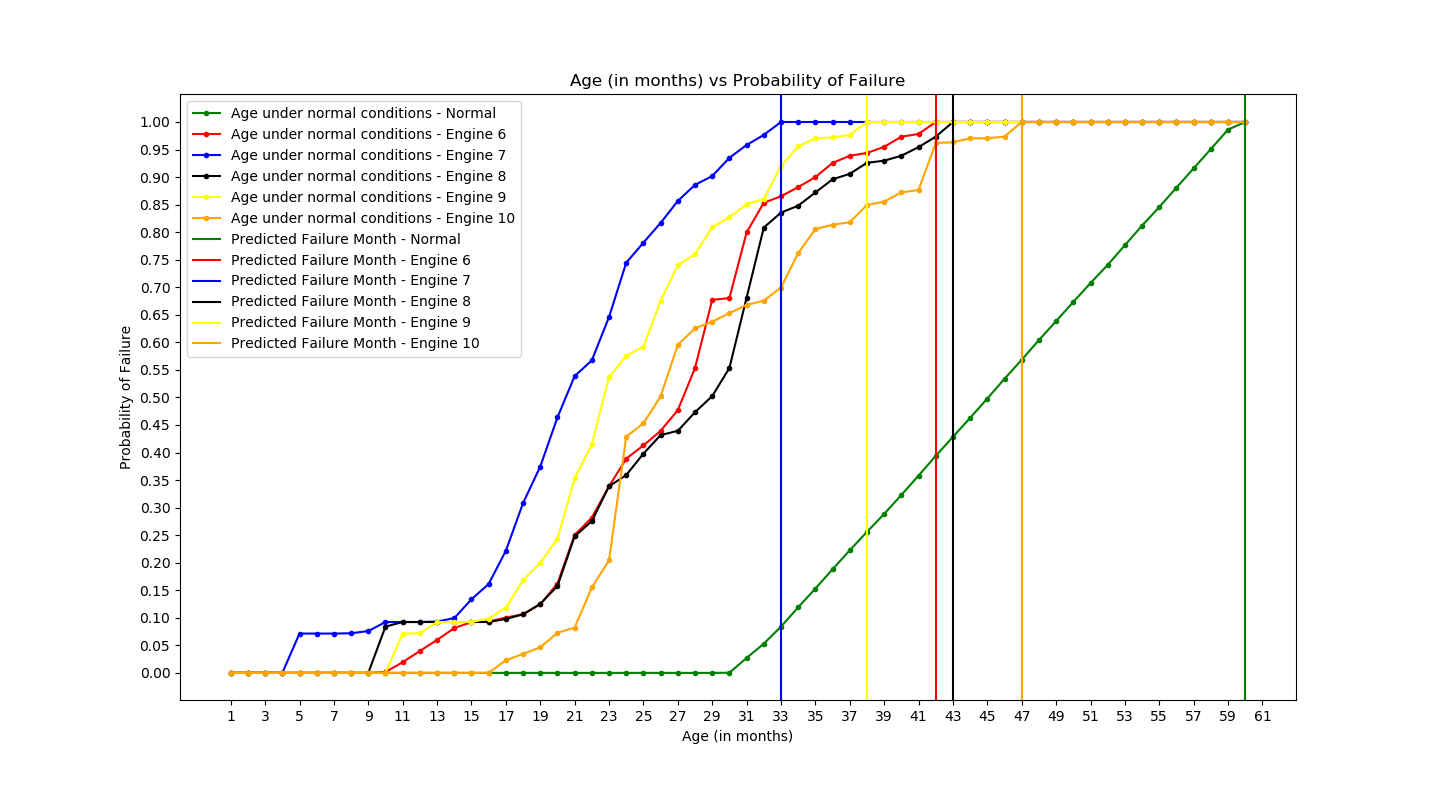 Age (in months) vs Probability of Failure
Age under normal conditions - Normal
Age under normal conditions - Engine 6
Age under normal conditions - Engine 7
Age under normal conditions - Engine 8
Age under normal conditions - Engine 9
Age under normal conditions - Engine 10
Predicted Failure Month - Normal
Predicted Failure Month - Engine 6
Predicted Failure Month - Engine 7
Predicted Failure Month - Engine 8
Predicted Failure Month - Engine 9
Predicted Failure Month - Engine 10
Probability of Failure
1.00
0.95
0.90
0.85
0.80
0.75
0.70
0.65
0.60
0.55
0.50
0.45
0.40
0.35
0.30
0.25
0.20
0.15
0.10
0.05
0.00
1 3 5 7 9 11 13 15 17 19 21 23 25 27 29 31 33 35 37 39 41 43 45 47 49 51 53 55 57 59 61
Age (in months)